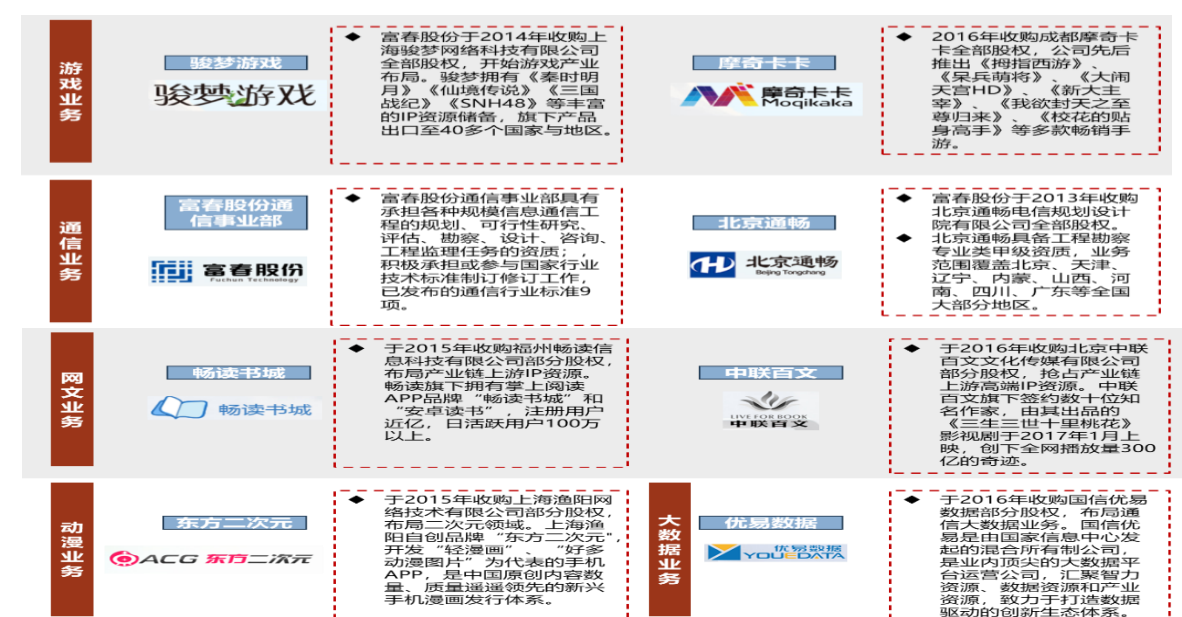 游戏业务
骏梦游戏
骏梦游戏
◆ 富春股份于2014年收购上
海骏梦网络科技有限公司
全部股权，开始游戏产业
布局。骏梦拥有《秦时明
月》《仙境传说》《三国
战纪》《SNH48》等丰富
的IP资源储备，旗下产品
出口至40多个国家与地区。
摩奇卡卡
摩奇卡卡
Moqikaka
◆ 2016年收购成都摩奇卡
卡全部股权，公司先后
推出《拇指西游》、
《呆兵萌将》、《大闹
天宫HD》、《新大主
宰》、《我欲封天之至
尊归来》、《校花的贴
身高手》等多款畅销手
游。
通信业务
富春股份通
信事业部
富春股份
Fuchun Technology
◆ 富春股份通信事业部具有
承担各种规模信息通信工
程的规划、可行性研究、
评估、勘察、设计、咨询、
工程监理任务的资质；，
积极承担或参与国家行业
技术标准制订修订工作，
已发布的通信行业标准9
项。
北京通畅
北京通畅
Beijing Tongchang
◆ 富春股份于2013年收购
北京通畅电信规划设计
院有限公司全部股权。
◆ 北京通畅具备工程勘察
专业类甲级资质，业务
范围覆盖北京、天津、
辽宁、内蒙、山西、河
南、四川、广东等全国
大部分地区。
网文业务
畅读书城
畅读书城
◆ 于2015年收购福州畅读信
息科技有限公司部分股权，
布局产业链上游IP资源。
畅读旗下拥有掌上阅读
APP品牌“畅读书城”和
“安卓读书”，注册用户
近亿，日活跃用户100万
以上。
中联百文
LIVE FOR BOOK
中联百文
◆ 于2016年收购北京中联
百文文化传媒有限公司
部分股权，抢占产业链
上游高端IP资源。中联
百文旗下签约数十位知
名作家，由其出品的
《三生三世十里桃花》
影视剧于2017年1月上
映，创下全网播放量300
亿的奇迹。
动漫业务
东方二次元
ACG 东方二次元
◆ 于2015年收购上海渔阳网
络技术有限公司部分股权，
布局二次元领域。上海渔
阳自创品牌“东方二次元”，
开发“轻漫画”、“好多
动漫图片”为代表的手机
APP，是中国原创内容数
量、质量遥遥领先的新兴
手机漫画发行体系。
大数据业务
优易数据
优易数据
YOUEDATA
◆ 于2016年收购国信优易
数据部分股权，布局通
信大数据业务。国信优
易是由国家信息中心发
起的混合所有制公司，
是业内顶尖的大数据平
台运营公司，汇聚智力
资源、数据资源和产业
资源，致力于打造数据
驱动的创新生态体系。